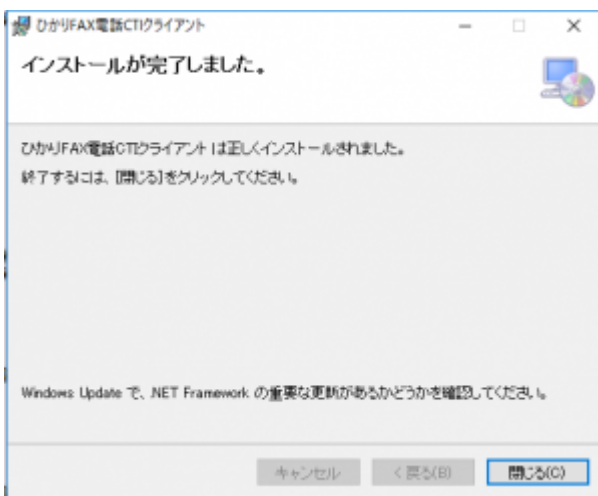 ひかりFAX電話CTIクライアント
インストールが完了しました。
ひかりFAX電話CTIクライアント は正しくインストールされました。
終了するには、[閉じる]をクリックしてください。
Windows Update で、.NET Framework の重要な更新があるかどうかを確認してください。
キャンセル
< 戻る(B)
閉じる(C)